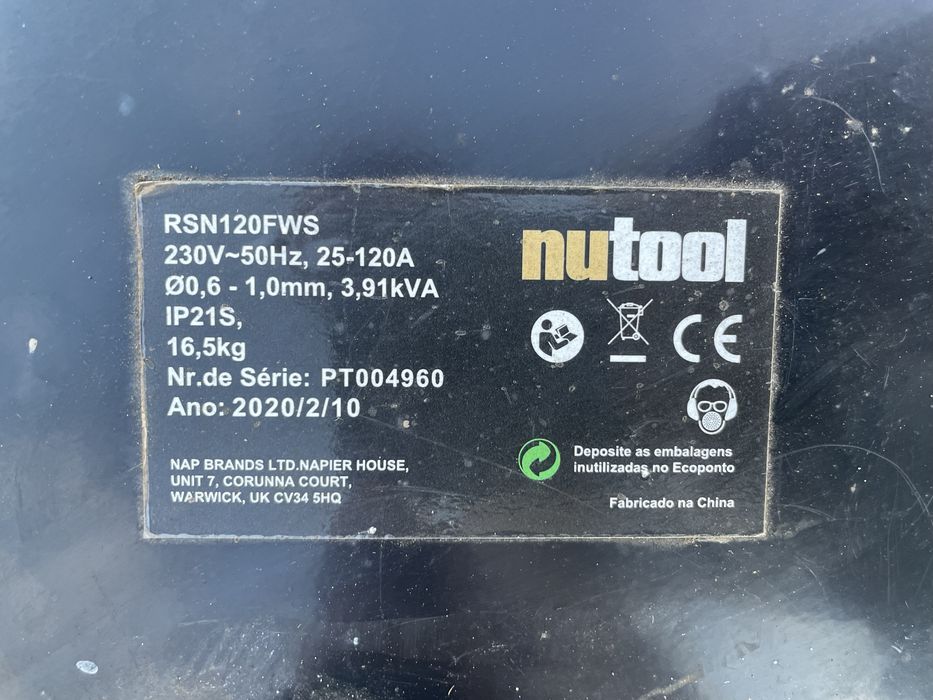 RSN120FWS
230V~50Hz, 25-120A
Ø0,6 - 1,0mm, 3,91kVA
IP21S,
16,5kg
Nr.de Série: PT004960
Ano: 2020/2/10
NAP BRANDS LTD.NAPIER HOUSE,
UNIT 7, CORUNNA COURT,
WARWICK, UK CV34 5HQ
nutool
CE
Deposite as embalagens
inutilizadas no Ecoponto
Fabricado na China